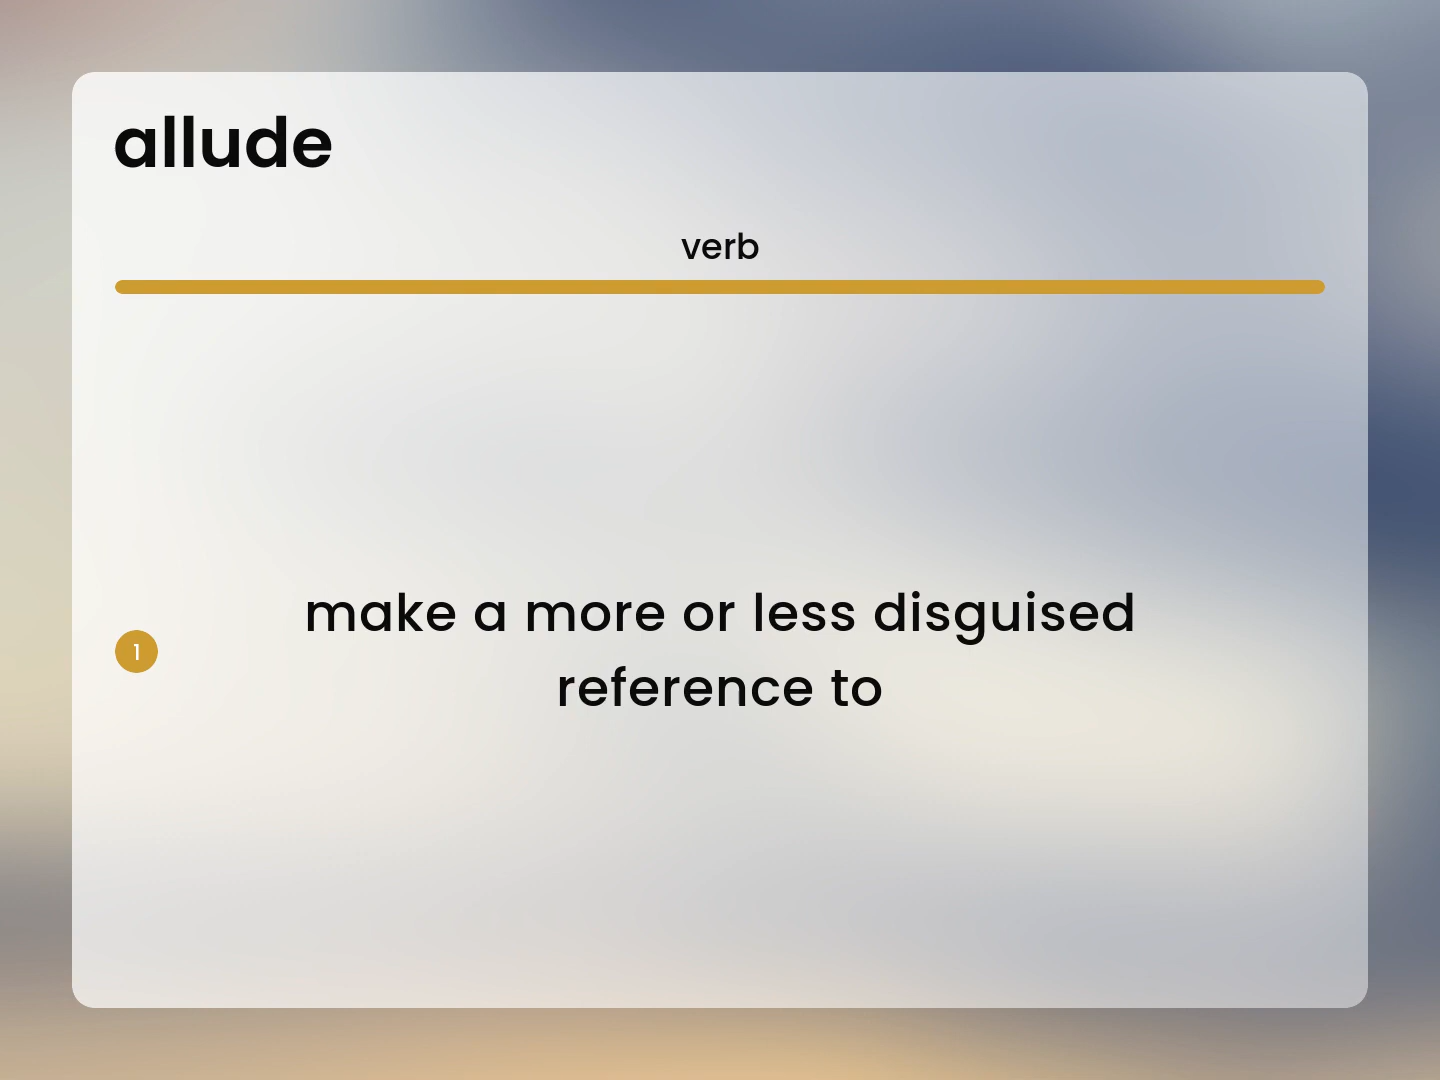 allude
verb
1
make a more or less disguised
reference to